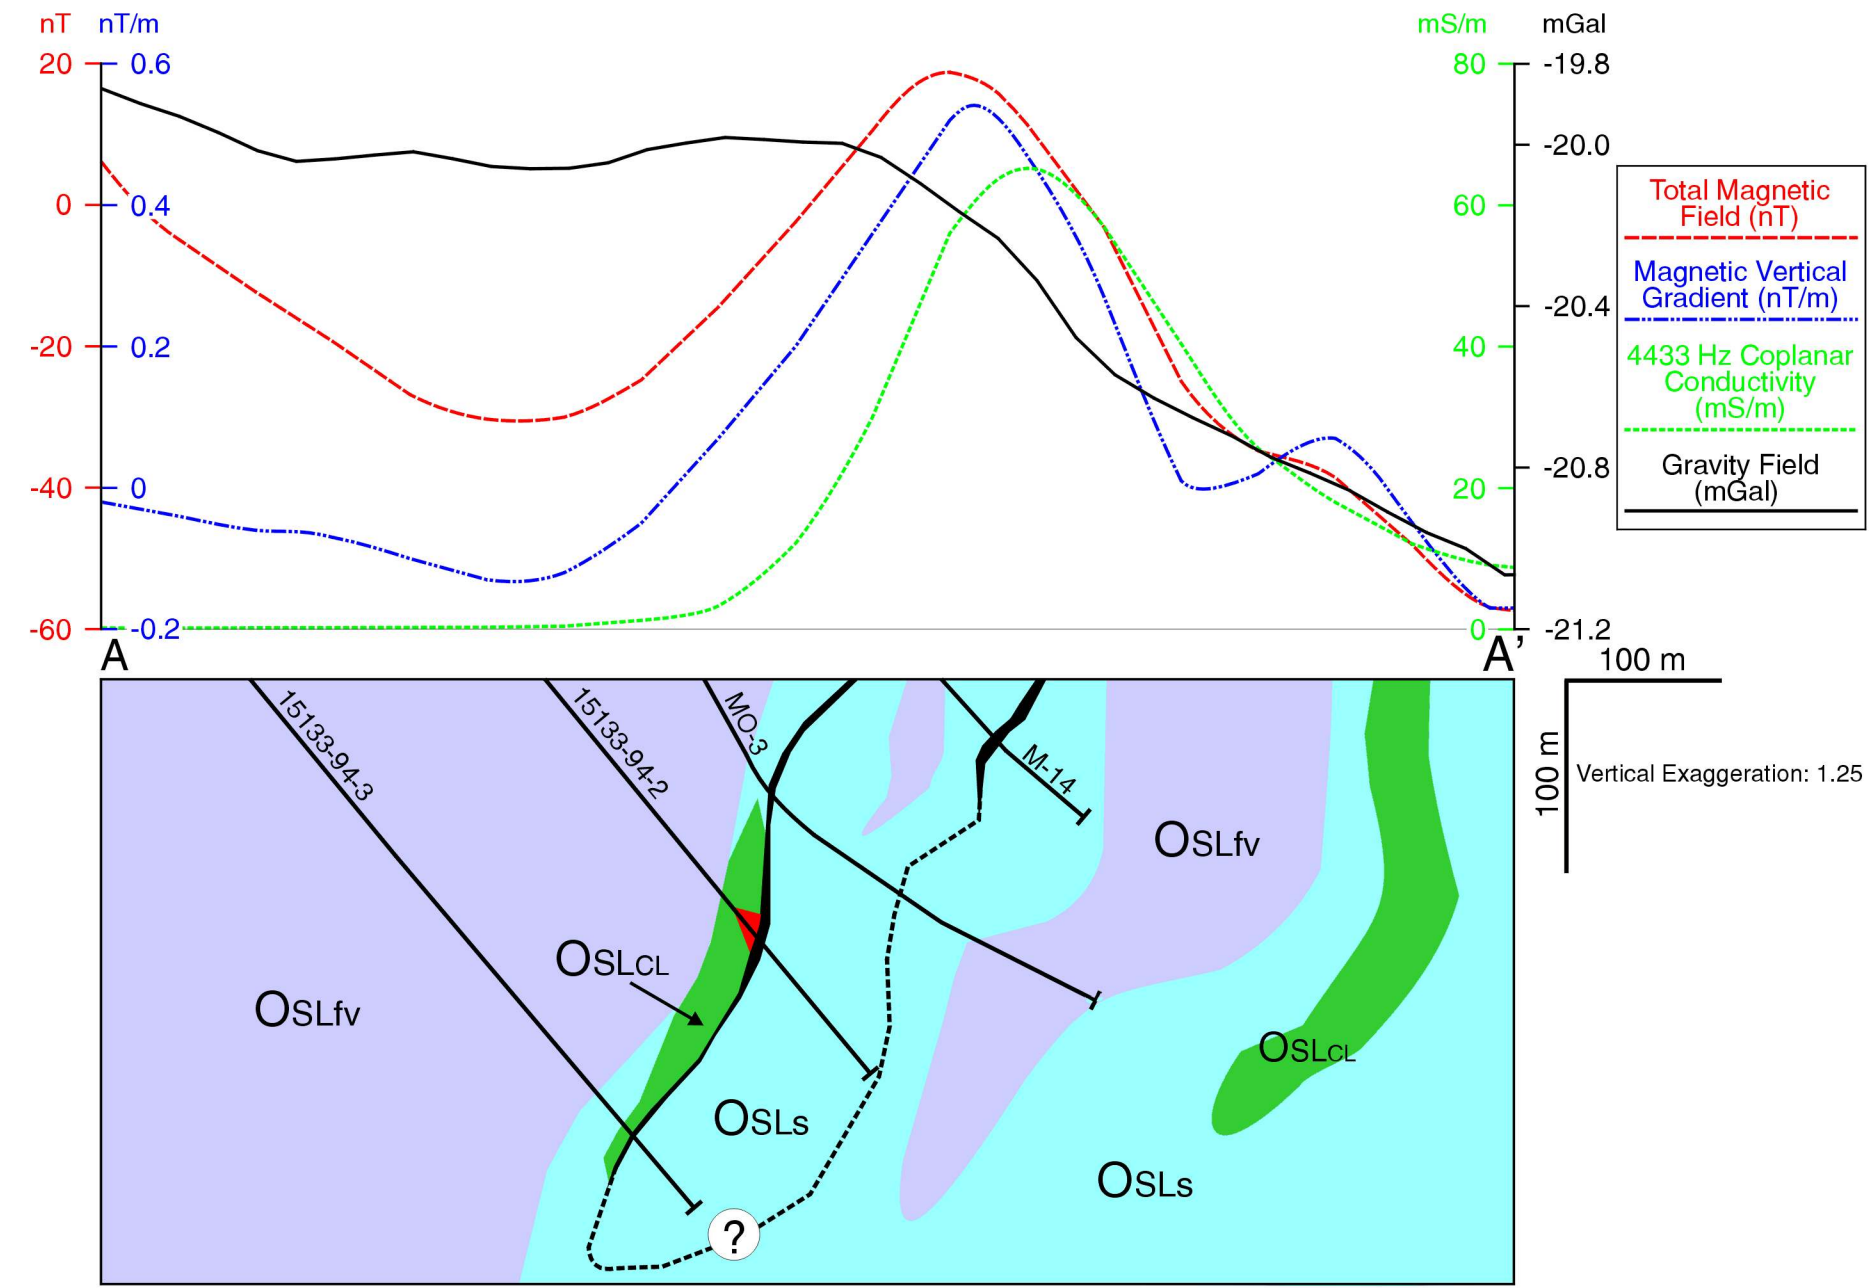 nT nT/m mS/m mGal
20 0.6 80 -19.8
-20.0
0 0.4 60
-20.4
-20 0.2 40
-20.8
-40 0 20
-60 -0.2 0 -21.2
Total Magnetic
Field (nT)
Magnetic Vertical
Gradient (nT/m)
4433 Hz Coplanar
Conductivity
(mS/m)
Gravity Field
(mGal)
A A’
100 m
100 m
Vertical Exaggeration: 1.25
15133-94-3
15133-94-2
MO-3
M-14
OSLfv
OSLCL
OSLfv
OSLCL
OSLs
OSLs
?